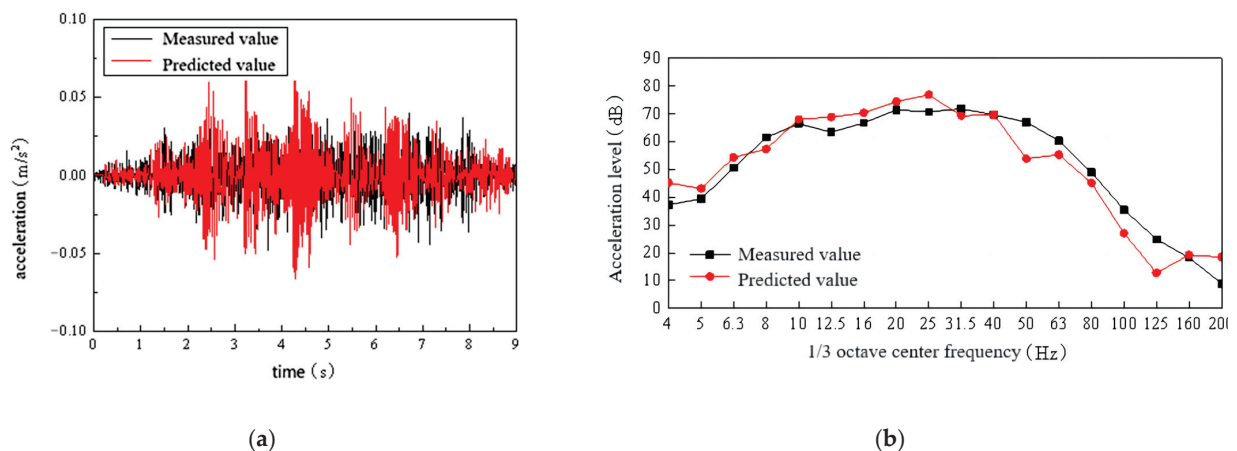 0.10
0.05
0.00
−0.05
−0.10
acceleration (m/s²)
Measured value
Predicted value
0 1 2 3 4 5 6 7 8 9
time (s)
(a)
90
80
70
60
50
40
30
20
10
0
Acceleration level (dB)
Measured value
Predicted value
4 5 6.3 8 10 12.5 16 20 25 31.5 40 50 63 80 100 125 160 200
1/3 octave center frequency (Hz)
(b)